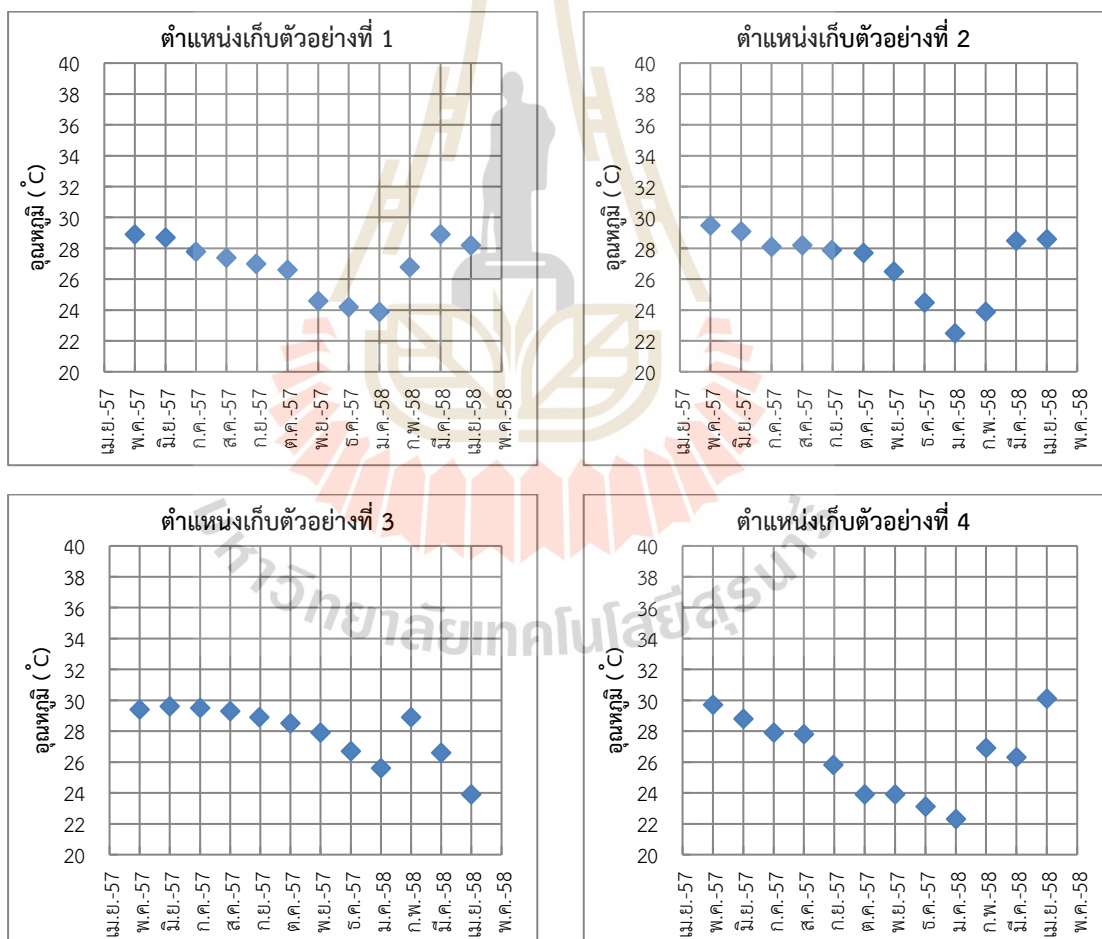 ตำแหน่งเก็บตัวอย่างที่ 1
อุณหภูมิ ( ํC)
40
38
36
34
32
30
28
26
24
22
20
เม.ย.-57
พ.ค.-57
มิ.ย.-57
ก.ค.-57
ส.ค.-57
ก.ย.-57
ต.ค.-57
พ.ย.-57
ธ.ค.-57
ม.ค.-58
ก.พ.-58
มี.ค.-58
เม.ย.-58
พ.ค.-58
ตำแหน่งเก็บตัวอย่างที่ 2
อุณหภูมิ ( ํC)
40
38
36
34
32
30
28
26
24
22
20
เม.ย.-57
พ.ค.-57
มิ.ย.-57
ก.ค.-57
ส.ค.-57
ก.ย.-57
ต.ค.-57
พ.ย.-57
ธ.ค.-57
ม.ค.-58
ก.พ.-58
มี.ค.-58
เม.ย.-58
พ.ค.-58
ตำแหน่งเก็บตัวอย่างที่ 3
อุณหภูมิ ( ํC)
40
38
36
34
32
30
28
26
24
22
20
เม.ย.-57
พ.ค.-57
มิ.ย.-57
ก.ค.-57
ส.ค.-57
ก.ย.-57
ต.ค.-57
พ.ย.-57
ธ.ค.-57
ม.ค.-58
ก.พ.-58
มี.ค.-58
เม.ย.-58
พ.ค.-58
ตำแหน่งเก็บตัวอย่างที่ 4
อุณหภูมิ ( ํC)
40
38
36
34
32
30
28
26
24
22
20
เม.ย.-57
พ.ค.-57
มิ.ย.-57
ก.ค.-57
ส.ค.-57
ก.ย.-57
ต.ค.-57
พ.ย.-57
ธ.ค.-57
ม.ค.-58
ก.พ.-58
มี.ค.-58
เม.ย.-58
พ.ค.-58
มหาวิทยาลัยเทคโนโลยีสุรนารี